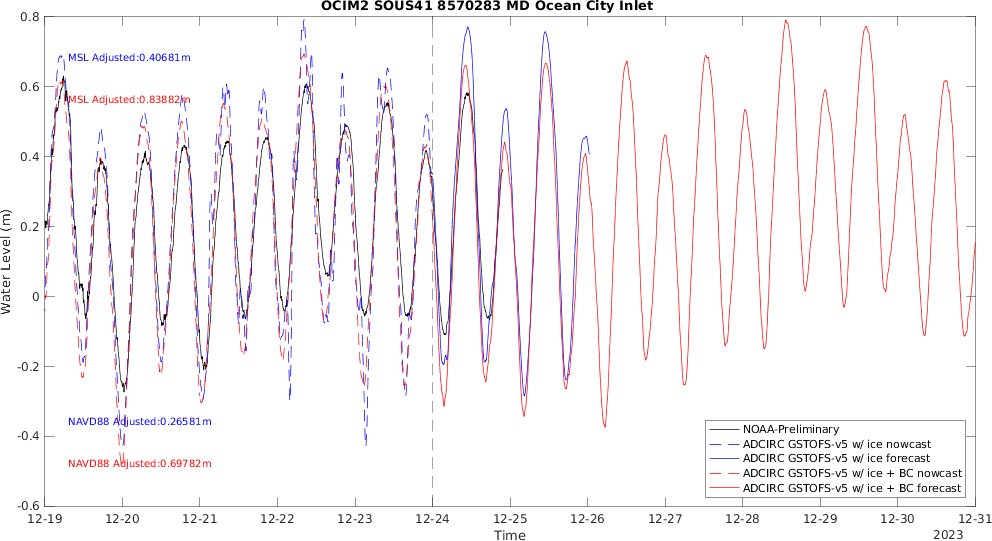 OCIM2 SOUS41 8570283 MD Ocean City Inlet
0.8
0.6
0.4
0.2
0
-0.2
-0.4
-0.6
Water Level (m)
MSL Adjusted:0.40681m
MSL Adjusted:0.83882m
NAVD88 Adjusted:0.26581m
NAVD88 Adjusted:0.69782m
NOAA-Preliminary
ADCIRC GSTOFS-v5 w/ ice nowcast
ADCIRC GSTOFS-v5 w/ ice forecast
ADCIRC GSTOFS-v5 w/ ice + BC nowcast
ADCIRC GSTOFS-v5 w/ ice + BC forecast
12-19 12-20 12-21 12-22 12-23 12-24 12-25 12-26 12-27 12-28 12-29 12-30 12-31
Time
2023